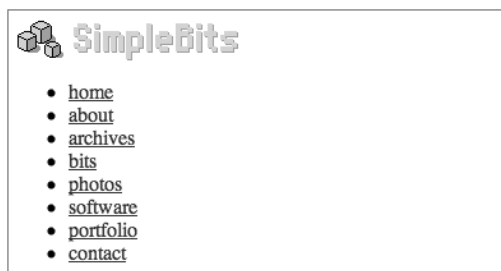 SimpleBits
home
about
archives
bits
photos
software
portfolio
contact